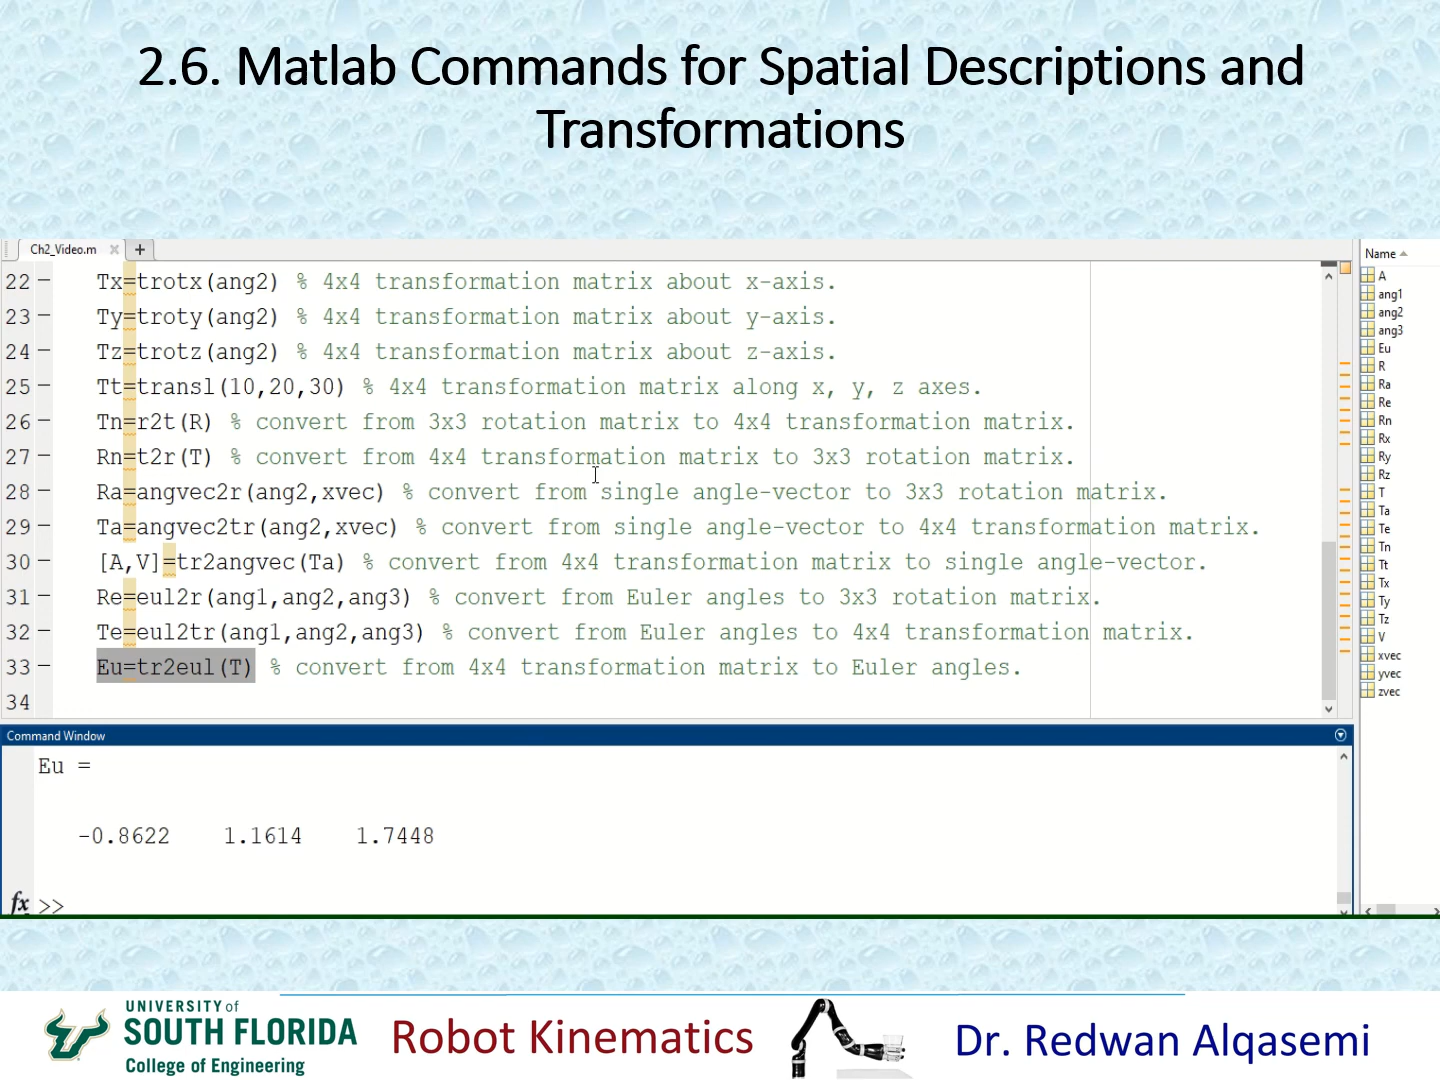 2.6. Matlab Commands for Spatial Descriptions and
Transformations
Ch2_Video.m
22 Tx=trotx(ang2) % 4x4 transformation matrix about x-axis.
23 Ty=troty(ang2) % 4x4 transformation matrix about y-axis.
24 Tz=trotz(ang2) % 4x4 transformation matrix about z-axis.
25 Tt=transl(10,20,30) % 4x4 transformation matrix along x, y, z axes.
26 Tn=r2t(R) % convert from 3x3 rotation matrix to 4x4 transformation matrix.
27 Rn=t2r(T) % convert from 4x4 transformation matrix to 3x3 rotation matrix.
28 Ra=angvec2r(ang2,xvec) % convert from single angle-vector to 3x3 rotation matrix.
29 Ta=angvec2tr(ang2,xvec) % convert from single angle-vector to 4x4 transformation matrix.
30 [A,V]=tr2angvec(Ta) % convert from 4x4 transformation matrix to single angle-vector.
31 Re=eul2r(ang1,ang2,ang3) % convert from Euler angles to 3x3 rotation matrix.
32 Te=eul2tr(ang1,ang2,ang3) % convert from Euler angles to 4x4 transformation matrix.
33 Eu=tr2eul(T) % convert from 4x4 transformation matrix to Euler angles.
34
Name
A
ang1
ang2
ang3
Eu
R
Ra
Re
Rn
Rx
Ry
Rz
T
Ta
Te
Tn
Tt
Tx
Ty
Tz
V
xvec
yvec
zvec
Command Window
Eu =
-0.8622 1.1614 1.7448
fx >>
UNIVERSITY of
SOUTH FLORIDA
College of Engineering
Robot Kinematics
Dr. Redwan Alqasemi